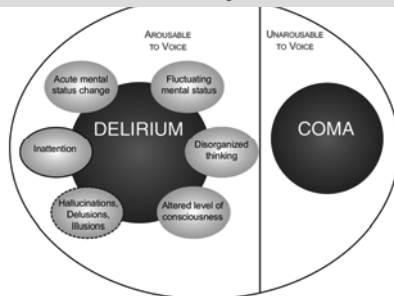 AROUSABLE
TO VOICE
UNAROUSABLE
TO VOICE
Acute mental
status change
Fluctuating
mental status
DELIRIUM
COMA
Inattention
Disorganized
thinking
Hallucinations,
Delusions,
Illusions
Altered level of
consciousness